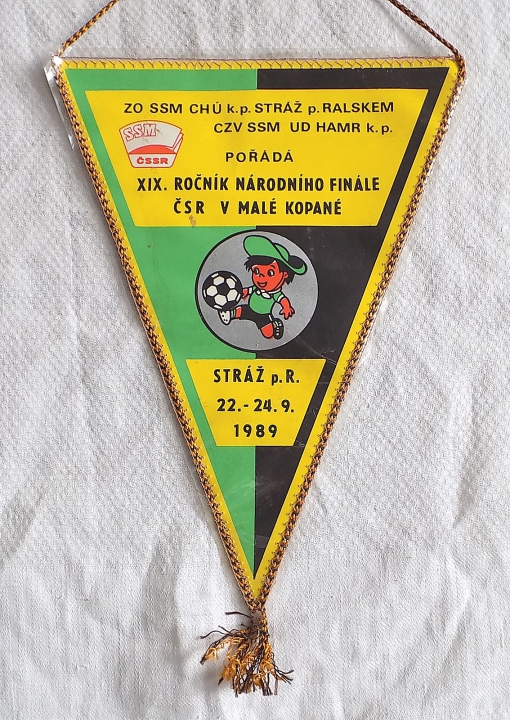 ZO SSM CHÚ k.p. STRÁŽ p. RALSKEM
CZV SSM UD HAMR k.p.
SSM
ČSSR
POŘÁDÁ
XIX. ROČNÍK NÁRODNÍHO FINÁLE
ČSR V MALÉ KOPANÉ
STRÁŽ p.R.
22.-24.9.
1989